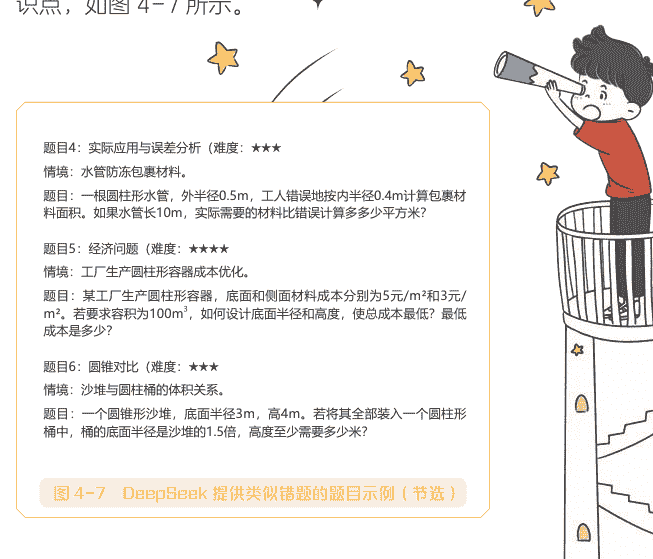 识点，如图 4-7 所示。
题目4：实际应用与误差分析（难度：★★★
情境：水管防冻包裹材料。
题目：一根圆柱形水管，外半径0.5m，工人错误地按内半径0.4m计算包裹材
料面积。如果水管长10m，实际需要的材料比错误计算多多少平方米？
题目5：经济问题（难度：★★★★
情境：工厂生产圆柱形容器成本优化。
题目：某工厂生产圆柱形容器，底面和侧面材料成本分别为5元/m²和3元/
m²。若要求容积为100m³，如何设计底面半径和高度，使总成本最低？最低
成本是多少？
题目6：圆锥对比（难度：★★★
情境：沙堆与圆柱桶的体积关系。
题目：一个圆锥形沙堆，底面半径3m，高4m。若将其全部装入一个圆柱形
桶中，桶的底面半径是沙堆的1.5倍，高度至少需要多少米？
图 4-7 DeepSeek 提供类似错题的题目示例（节选）